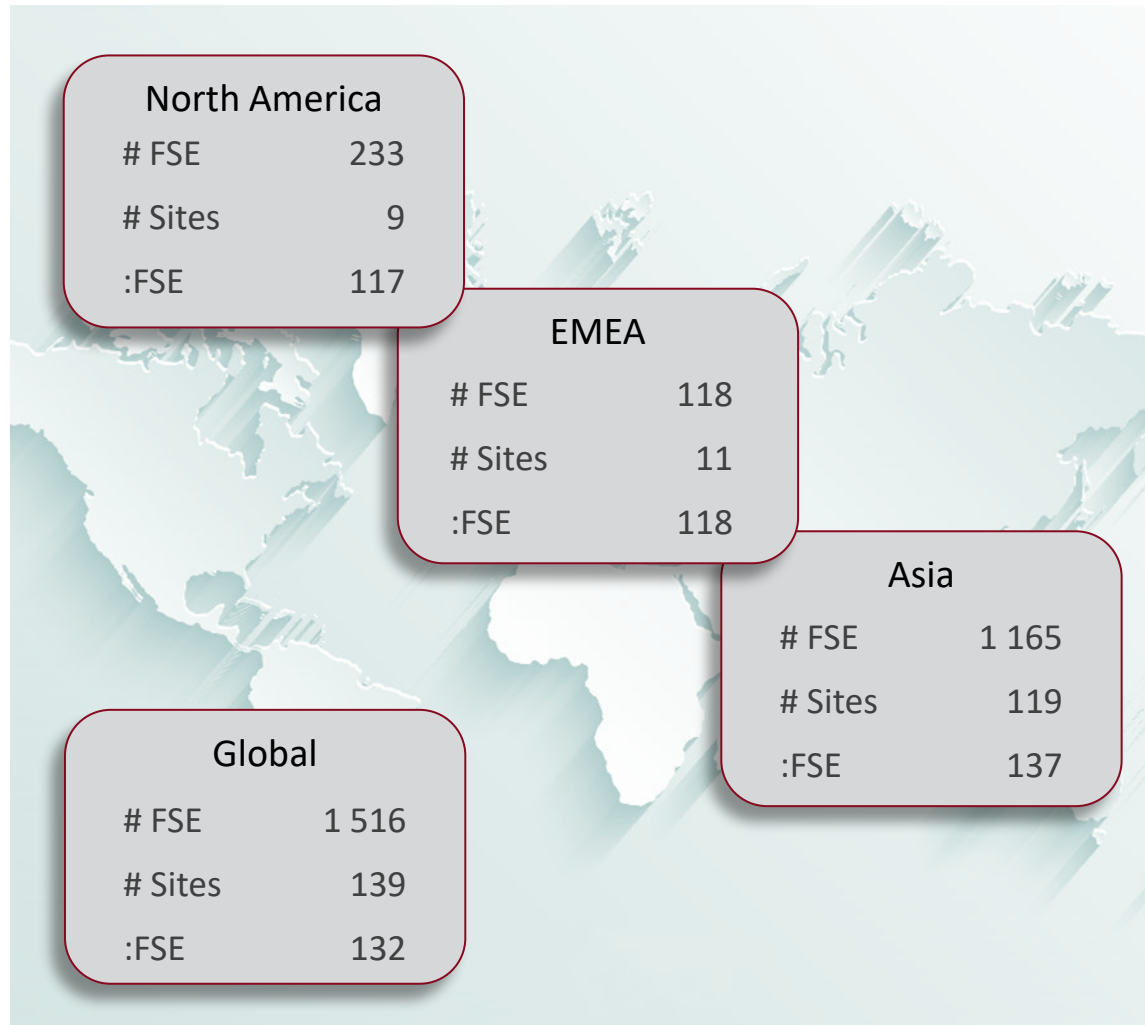 North America
# FSE 233
# Sites 9
:FSE 117
EMEA
# FSE 118
# Sites 11
:FSE 118
Asia
# FSE 1 165
# Sites 119
:FSE 137
Global
# FSE 1 516
# Sites 139
:FSE 132